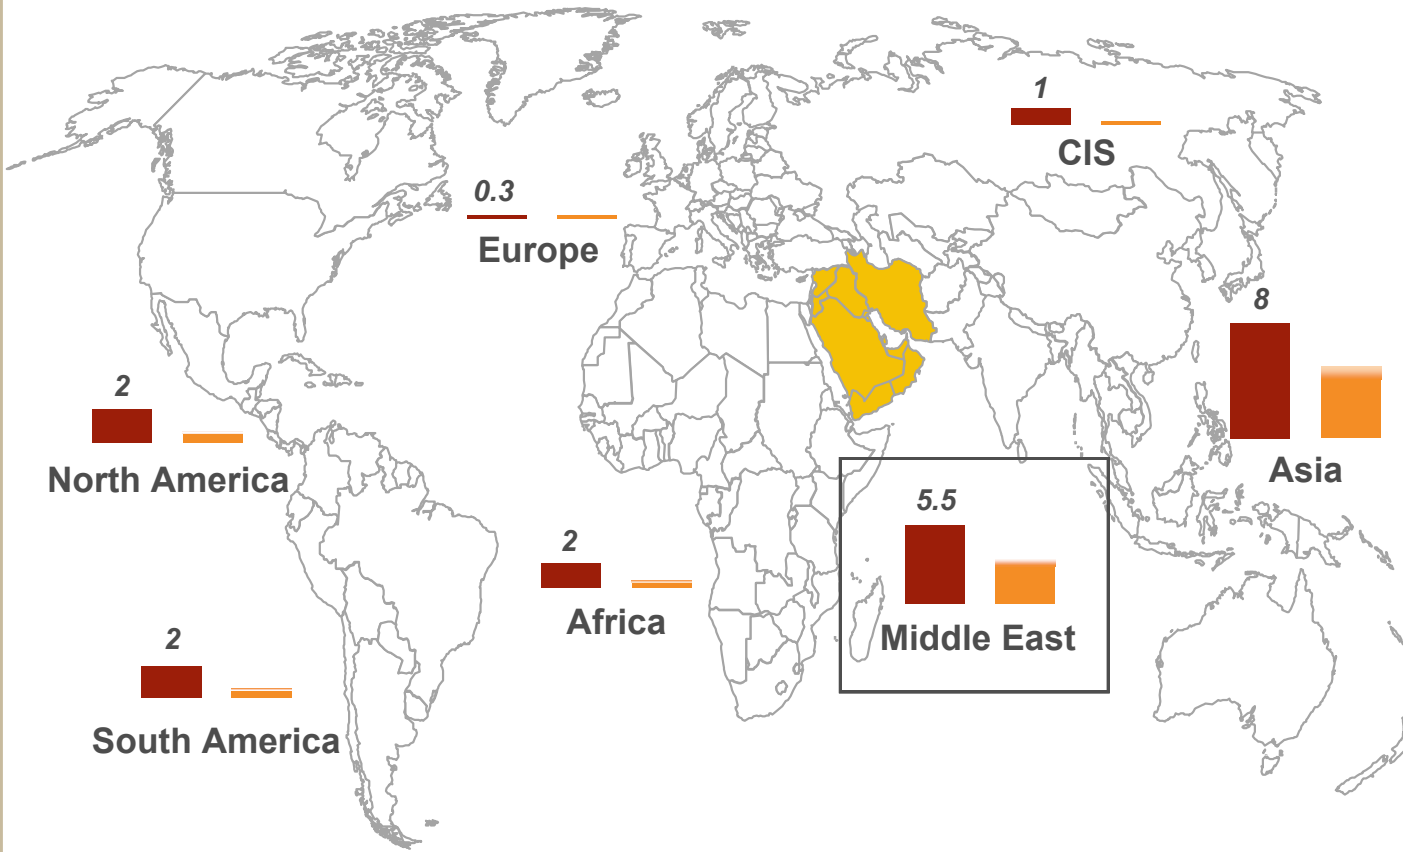 1
CIS
0.3
Europe
8
Asia
2
North America
5.5
Middle East
2
Africa
2
South America